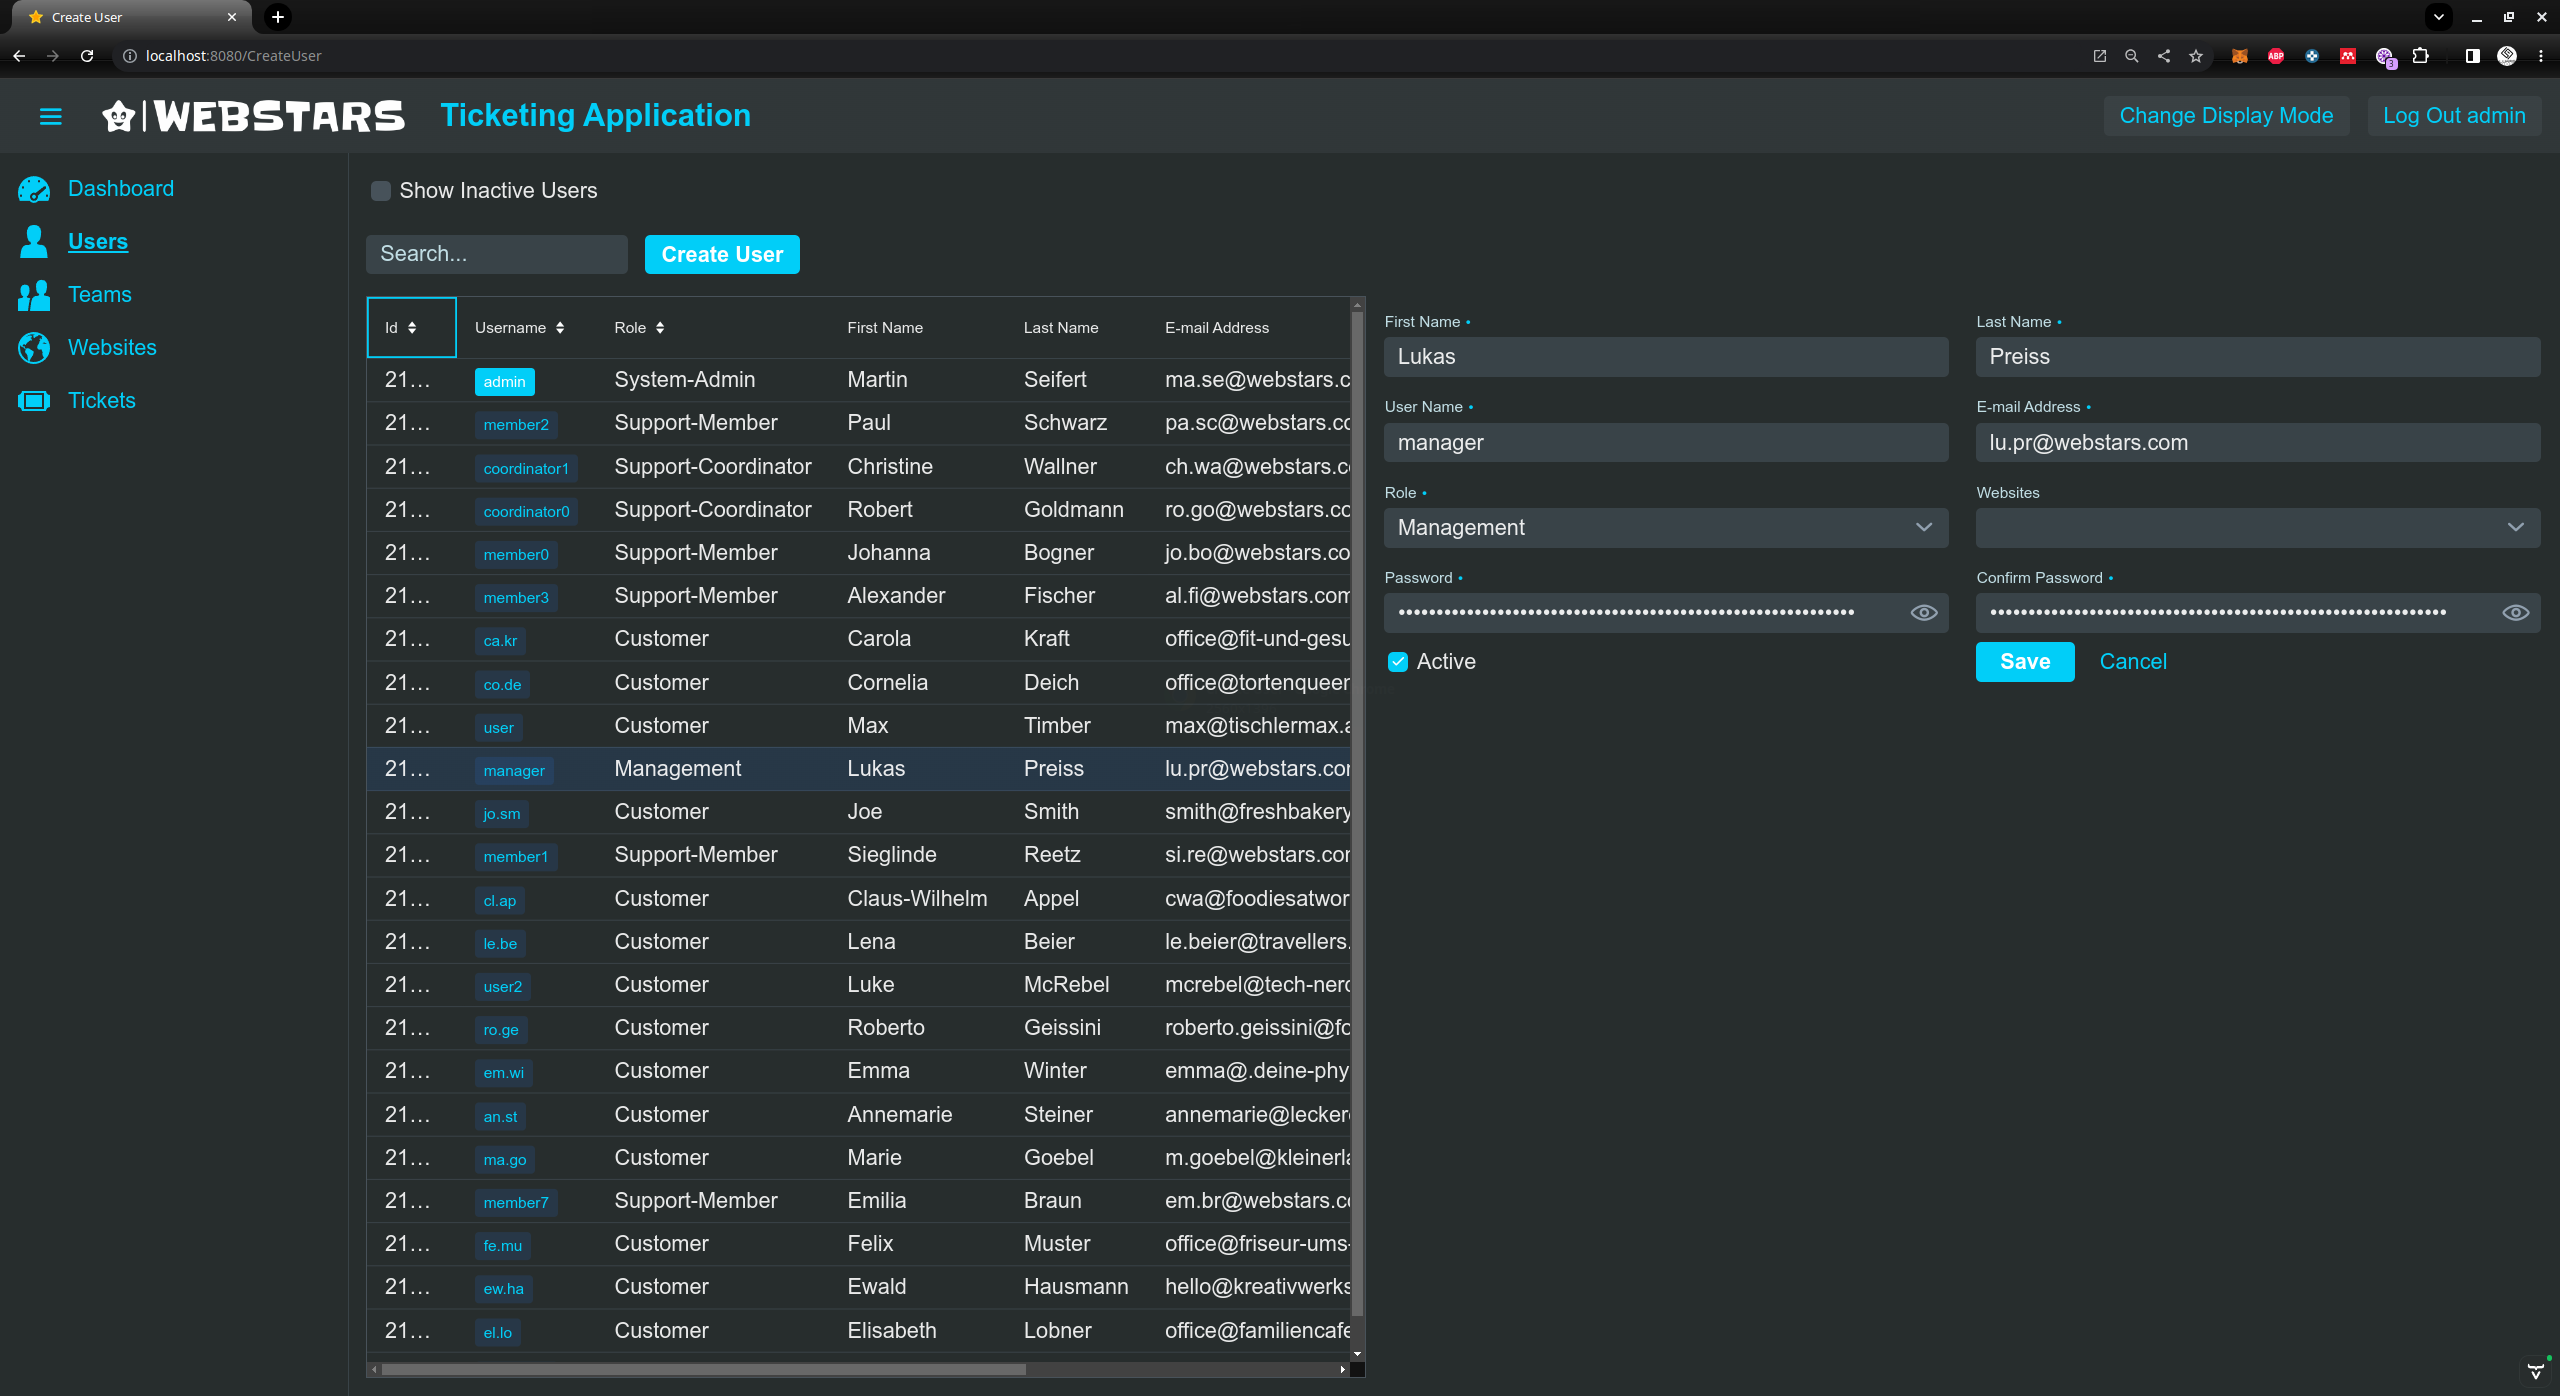 Create User
localhost:8080/CreateUser
ABP
3
WEBSTARS
Ticketing Application
Change Display Mode
Log Out admin
Dashboard
Users
Teams
Websites
Tickets
Show Inactive Users
Search...
Create User
Id Username Role First Name Last Name E-mail Address
21... admin System-Admin Martin Seifert ma.se@webstars.c
21... member2 Support-Member Paul Schwarz pa.sc@webstars.co
21... coordinator1 Support-Coordinator Christine Wallner ch.wa@webstars.c
21... coordinator0 Support-Coordinator Robert Goldmann ro.go@webstars.co
21... member0 Support-Member Johanna Bogner jo.bo@webstars.co
21... member3 Support-Member Alexander Fischer al.fi@webstars.com
21... ca.kr Customer Carola Kraft office@fit-und-gesu
21... co.de Customer Cornelia Deich office@tortenqueen
21... user Customer Max Timber max@tischlermax.a
21... manager Management Lukas Preiss lu.pr@webstars.com
21... jo.sm Customer Joe Smith smith@freshbakery
21... member1 Support-Member Sieglinde Reetz si.re@webstars.com
21... cl.ap Customer Claus-Wilhelm Appel cwa@foodiesatwor
21... le.be Customer Lena Beier le.beier@travellers.
21... user2 Customer Luke McRebel mcrebel@tech-nerd
21... ro.ge Customer Roberto Geissini roberto.geissini@fo
21... em.wi Customer Emma Winter emma@.deine-phy
21... an.st Customer Annemarie Steiner annemarie@lecker
21... ma.go Customer Marie Goebel m.goebel@kleinerla
21... member7 Support-Member Emilia Braun em.br@webstars.co
21... fe.mu Customer Felix Muster office@friseur-ums-
21... ew.ha Customer Ewald Hausmann hello@kreativwerks
21... el.lo Customer Elisabeth Lobner office@familiencafe
First Name •
Lukas
Last Name •
Preiss
User Name •
manager
E-mail Address •
lu.pr@webstars.com
Role •
Management
Websites
Password •
Confirm Password •
Active
Save
Cancel